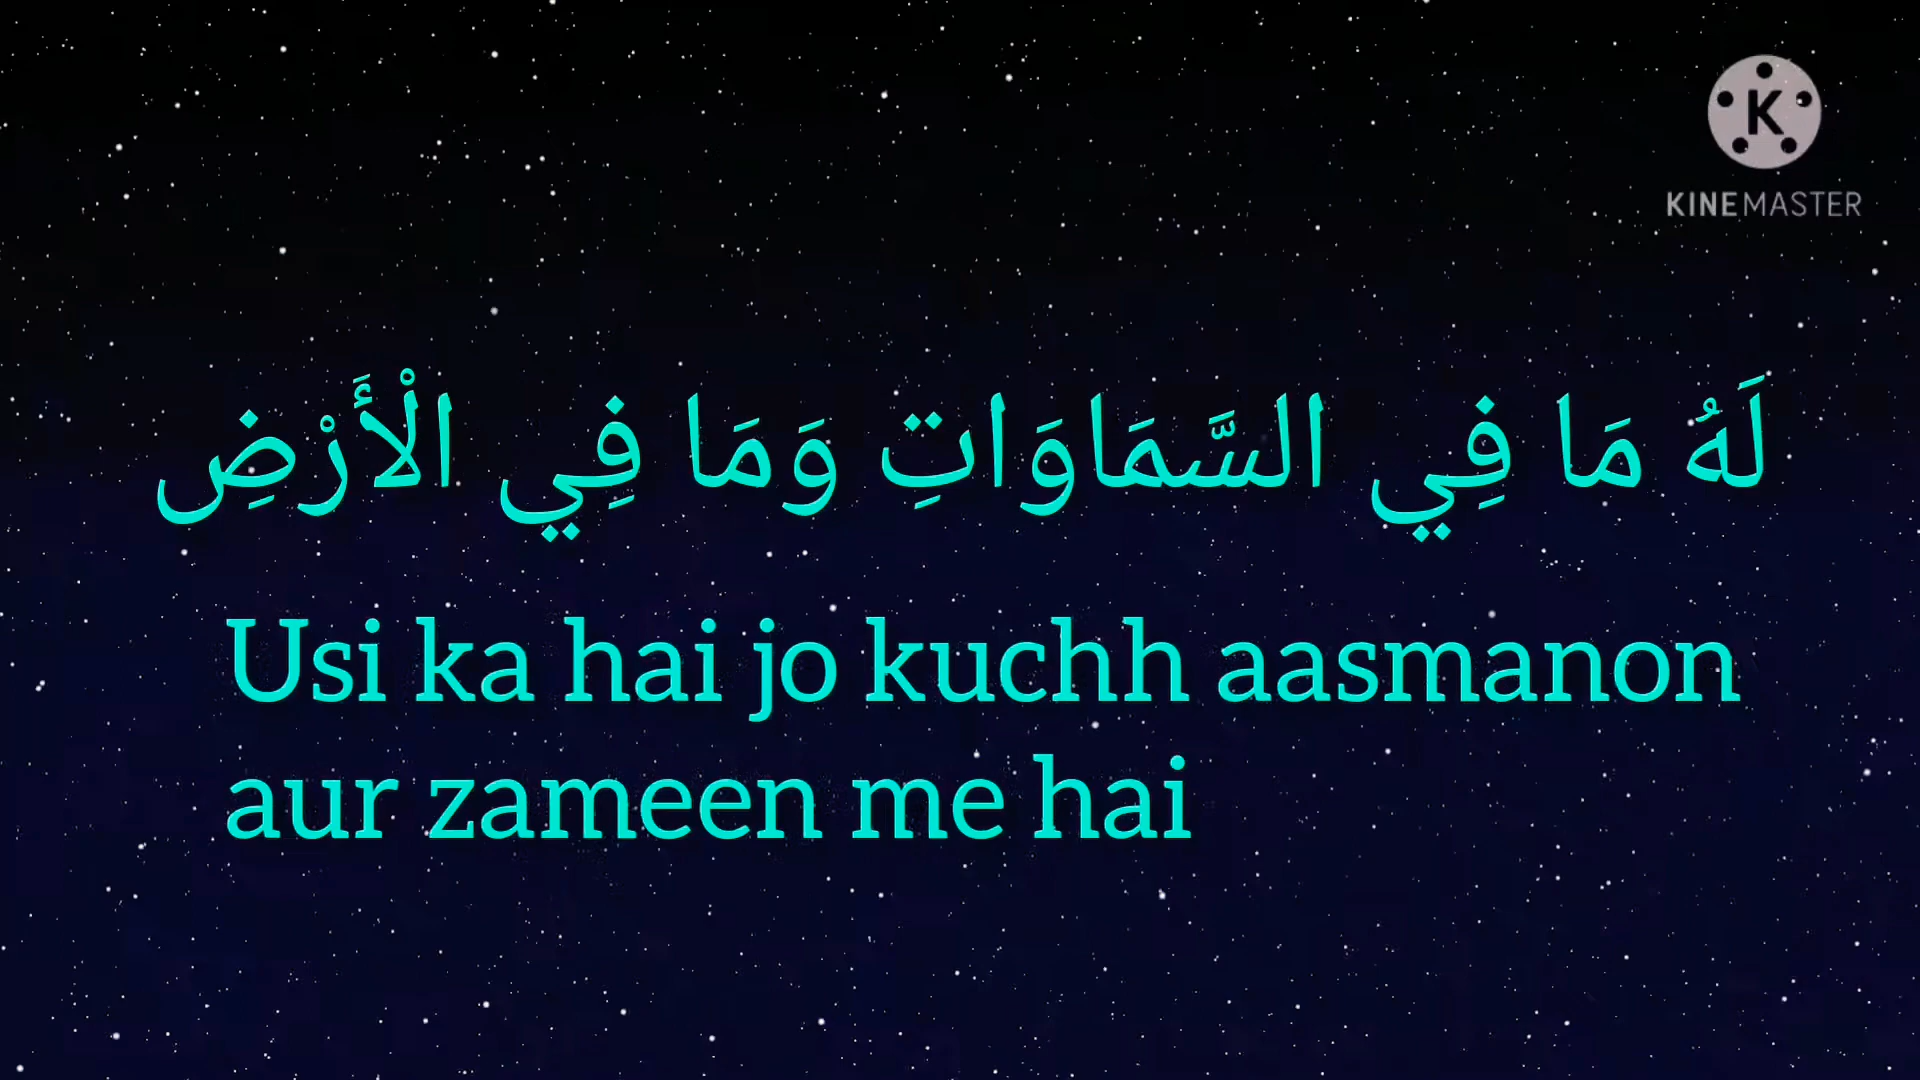 KINEMASTER
لَهُ مَا فِي السَّمَاوَاتِ وَمَا فِي الْأَرْضِ
Usi ka hai jo kuchh aasmanon
aur zameen me hai